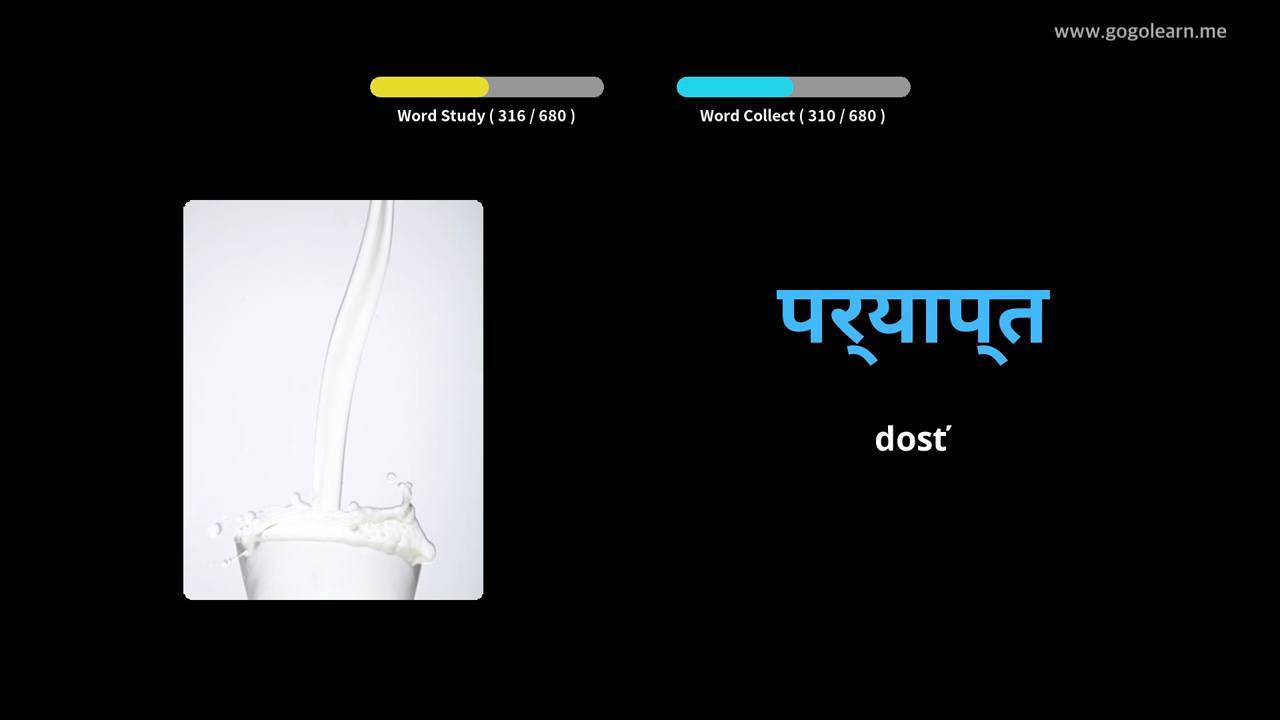 www.gogolearn.me
Word Study ( 316 / 680 )
Word Collect ( 310 / 680 )
पर्याप्त
dosť